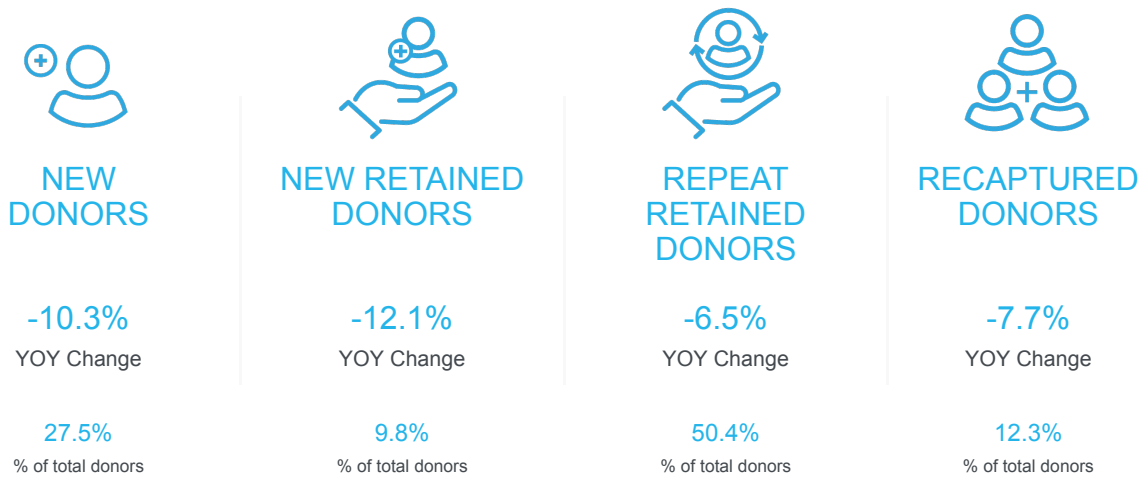 NEW
DONORS
-10.3%
YOY Change
27.5%
% of total donors
NEW RETAINED
DONORS
-12.1%
YOY Change
9.8%
% of total donors
REPEAT
RETAINED
DONORS
-6.5%
YOY Change
50.4%
% of total donors
RECAPTURED
DONORS
-7.7%
YOY Change
12.3%
% of total donors